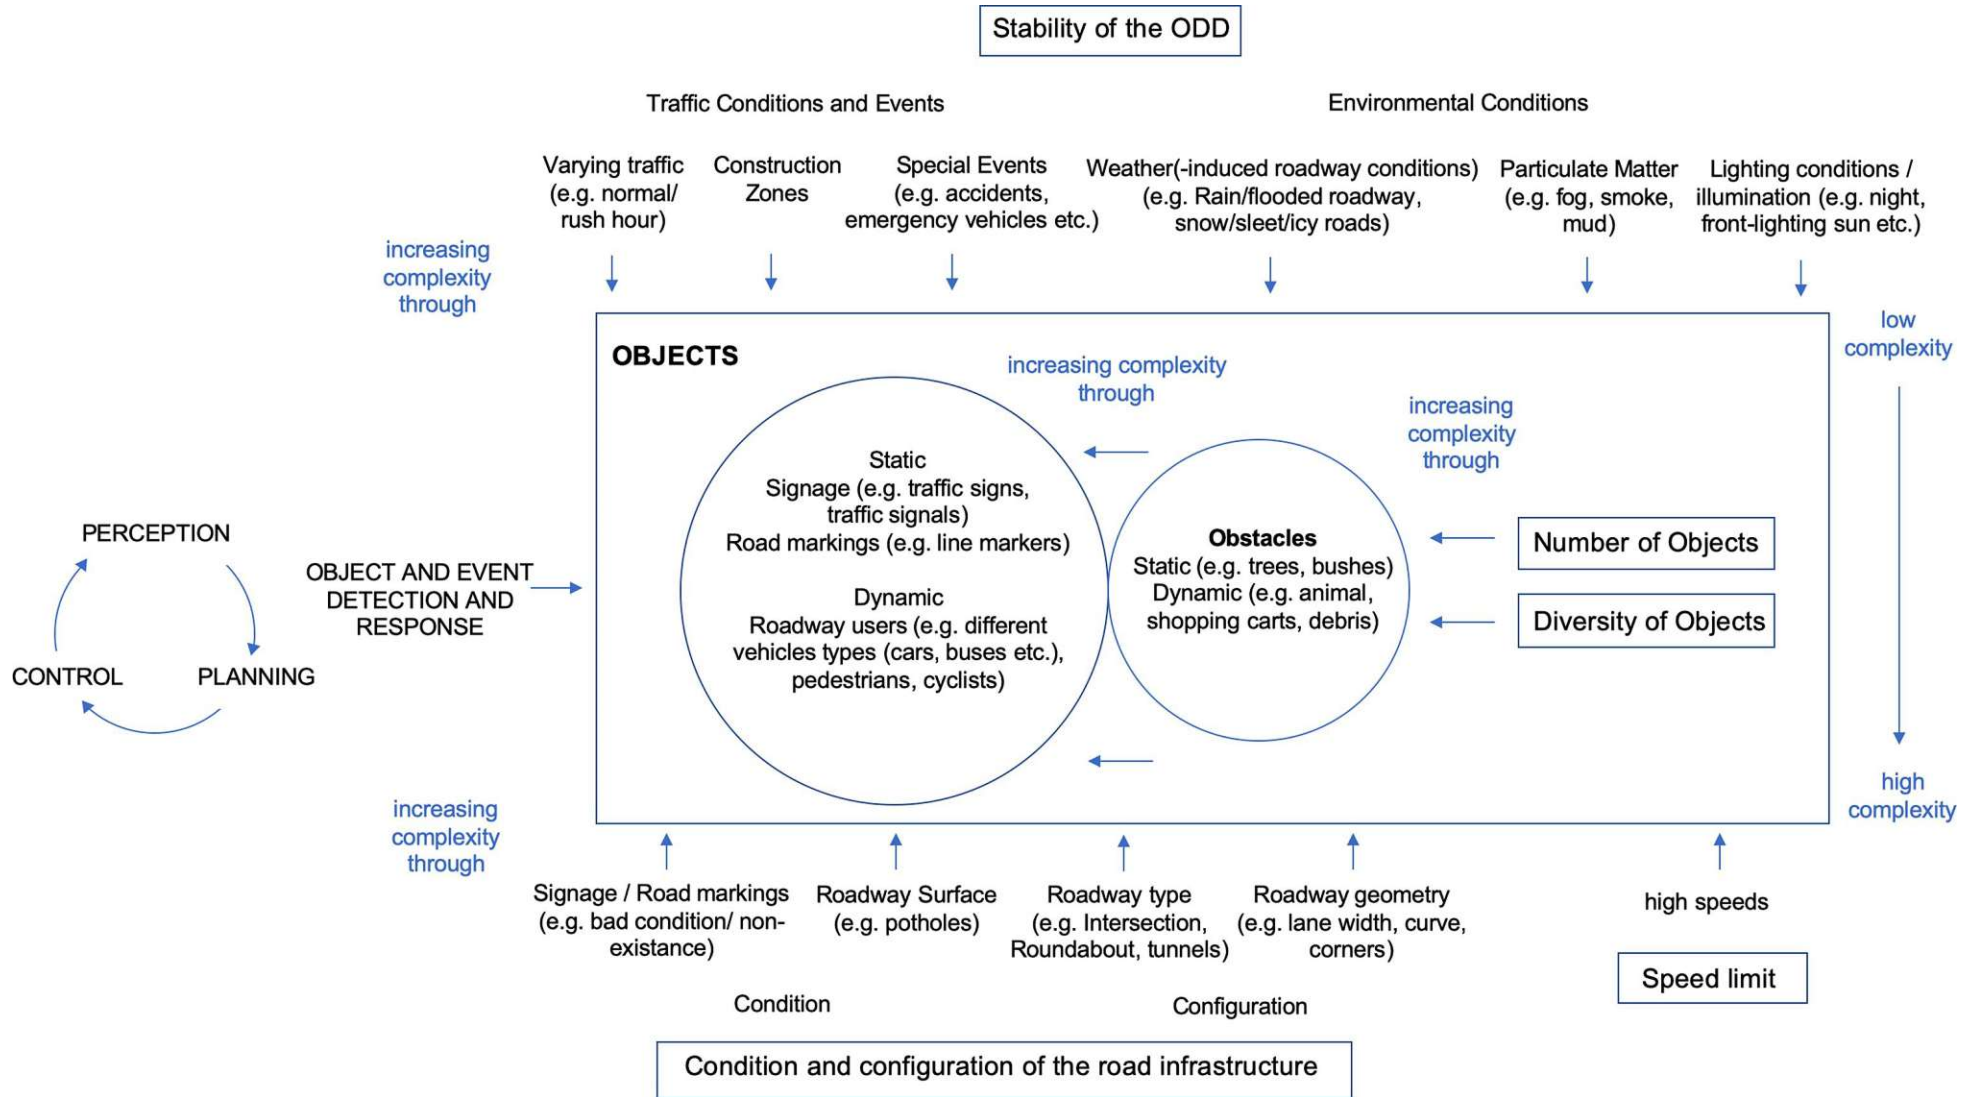 Stability of the ODD
Traffic Conditions and Events
Environmental Conditions
Varying traffic
(e.g. normal/
rush hour)
Construction
Zones
Special Events
(e.g. accidents,
emergency vehicles etc.)
Weather(-induced roadway conditions)
(e.g. Rain/flooded roadway,
snow/sleet/icy roads)
Particulate Matter
(e.g. fog, smoke,
mud)
Lighting conditions /
illumination (e.g. night,
front-lighting sun etc.)
increasing
complexity
through
low
complexity
OBJECTS
increasing complexity
through
increasing
complexity
through
Static
Signage (e.g. traffic signs,
traffic signals)
Road markings (e.g. line markers)
Dynamic
Roadway users (e.g. different
vehicles types (cars, buses etc.),
pedestrians, cyclists)
Obstacles
Static (e.g. trees, bushes)
Dynamic (e.g. animal,
shopping carts, debris)
Number of Objects
Diversity of Objects
PERCEPTION
CONTROL
PLANNING
OBJECT AND EVENT
DETECTION AND
RESPONSE
high
complexity
increasing
complexity
through
Signage / Road markings
(e.g. bad condition/ non-
existance)
Roadway Surface
(e.g. potholes)
Roadway type
(e.g. Intersection,
Roundabout, tunnels)
Roadway geometry
(e.g. lane width, curve,
corners)
high speeds
Speed limit
Condition
Configuration
Condition and configuration of the road infrastructure